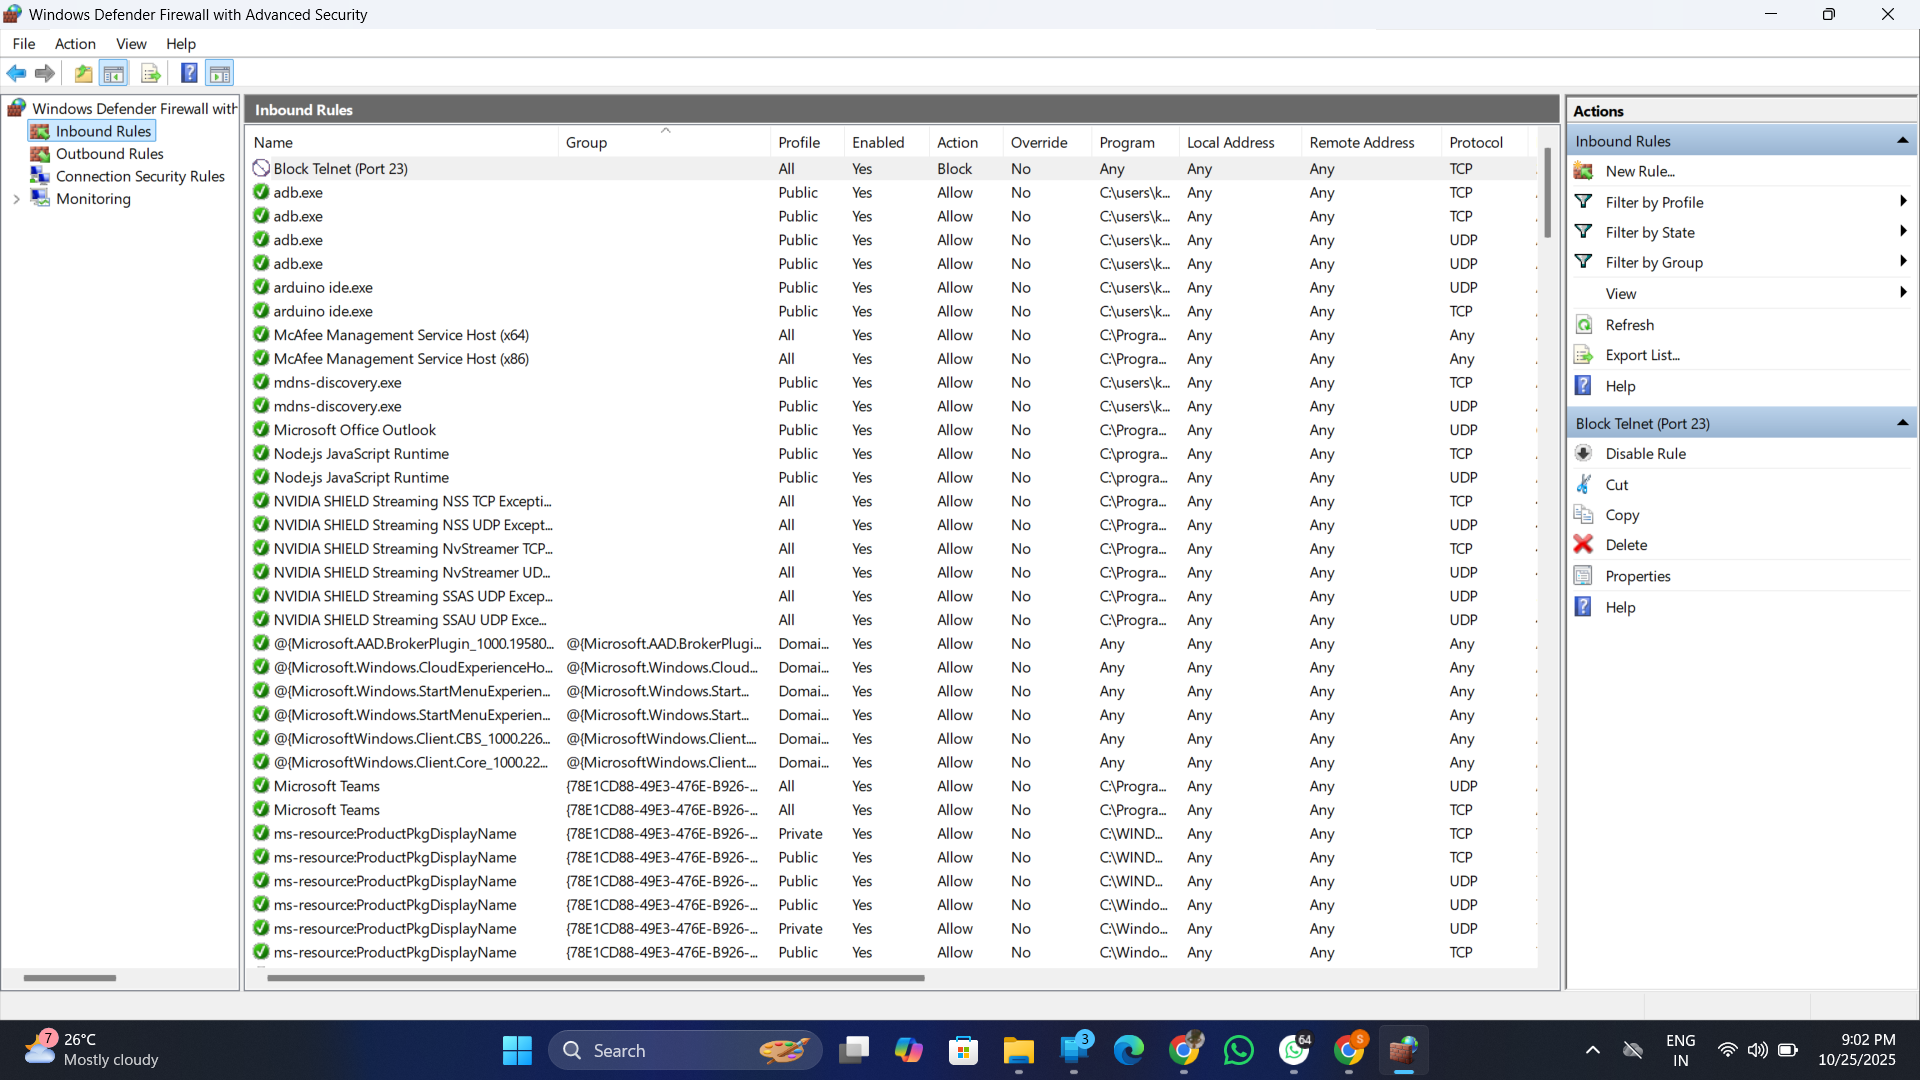 Windows Defender Firewall with Advanced Security
File Action View Help
Windows Defender Firewall with
Inbound Rules
Outbound Rules
Connection Security Rules
Monitoring
Inbound Rules
Name Group Profile Enabled Action Override Program Local Address Remote Address Protocol
Block Telnet (Port 23) All Yes Block No Any Any Any TCP
adb.exe Public Yes Allow No C:\users\k... Any Any TCP
adb.exe Public Yes Allow No C:\users\k... Any Any TCP
adb.exe Public Yes Allow No C:\users\k... Any Any UDP
adb.exe Public Yes Allow No C:\users\k... Any Any UDP
arduino ide.exe Public Yes Allow No C:\users\k... Any Any UDP
arduino ide.exe Public Yes Allow No C:\users\k... Any Any TCP
McAfee Management Service Host (x64) All Yes Allow No C:\Progra... Any Any Any
McAfee Management Service Host (x86) All Yes Allow No C:\Progra... Any Any Any
mdns-discovery.exe Public Yes Allow No C:\users\k... Any Any TCP
mdns-discovery.exe Public Yes Allow No C:\users\k... Any Any UDP
Microsoft Office Outlook Public Yes Allow No C:\Progra... Any Any UDP
Node.js JavaScript Runtime Public Yes Allow No C:\progra... Any Any TCP
Node.js JavaScript Runtime Public Yes Allow No C:\progra... Any Any UDP
NVIDIA SHIELD Streaming NSS TCP Excepti... All Yes Allow No C:\Progra... Any Any TCP
NVIDIA SHIELD Streaming NSS UDP Except... All Yes Allow No C:\Progra... Any Any UDP
NVIDIA SHIELD Streaming NvStreamer TCP... All Yes Allow No C:\Progra... Any Any TCP
NVIDIA SHIELD Streaming NvStreamer UD... All Yes Allow No C:\Progra... Any Any UDP
NVIDIA SHIELD Streaming SSAS UDP Excep... All Yes Allow No C:\Progra... Any Any UDP
NVIDIA SHIELD Streaming SSAU UDP Exce... All Yes Allow No C:\Progra... Any Any UDP
@{Microsoft.AAD.BrokerPlugin_1000.19580... @{Microsoft.AAD.BrokerPlugi... Domai... Yes Allow No Any Any Any Any
@{Microsoft.Windows.CloudExperienceHo... @{Microsoft.Windows.Cloud... Domai... Yes Allow No Any Any Any Any
@{Microsoft.Windows.StartMenuExperien... @{Microsoft.Windows.Start... Domai... Yes Allow No Any Any Any Any
@{Microsoft.Windows.StartMenuExperien... @{Microsoft.Windows.Start... Domai... Yes Allow No Any Any Any Any
@{MicrosoftWindows.Client.CBS_1000.226... @{MicrosoftWindows.Client.... Domai... Yes Allow No Any Any Any Any
@{MicrosoftWindows.Client.Core_1000.22... @{MicrosoftWindows.Client.... Domai... Yes Allow No Any Any Any Any
Microsoft Teams {78E1CD88-49E3-476E-B926-... All Yes Allow No C:\Progra... Any Any UDP
Microsoft Teams {78E1CD88-49E3-476E-B926-... All Yes Allow No C:\Progra... Any Any TCP
ms-resource:ProductPkgDisplayName {78E1CD88-49E3-476E-B926-... Private Yes Allow No C:\WIND... Any Any TCP
ms-resource:ProductPkgDisplayName {78E1CD88-49E3-476E-B926-... Public Yes Allow No C:\WIND... Any Any TCP
ms-resource:ProductPkgDisplayName {78E1CD88-49E3-476E-B926-... Public Yes Allow No C:\WIND... Any Any UDP
ms-resource:ProductPkgDisplayName {78E1CD88-49E3-476E-B926-... Public Yes Allow No C:\Windo... Any Any UDP
ms-resource:ProductPkgDisplayName {78E1CD88-49E3-476E-B926-... Private Yes Allow No C:\Windo... Any Any UDP
ms-resource:ProductPkgDisplayName {78E1CD88-49E3-476E-B926-... Public Yes Allow No C:\Windo... Any Any TCP
Actions
Inbound Rules
New Rule...
Filter by Profile
Filter by State
Filter by Group
View
Refresh
Export List...
Help
Block Telnet (Port 23)
Disable Rule
Cut
Copy
Delete
Properties
Help
7
26°C
Mostly cloudy
Search
3
64
S
ENG
IN
9:02 PM
10/25/2025